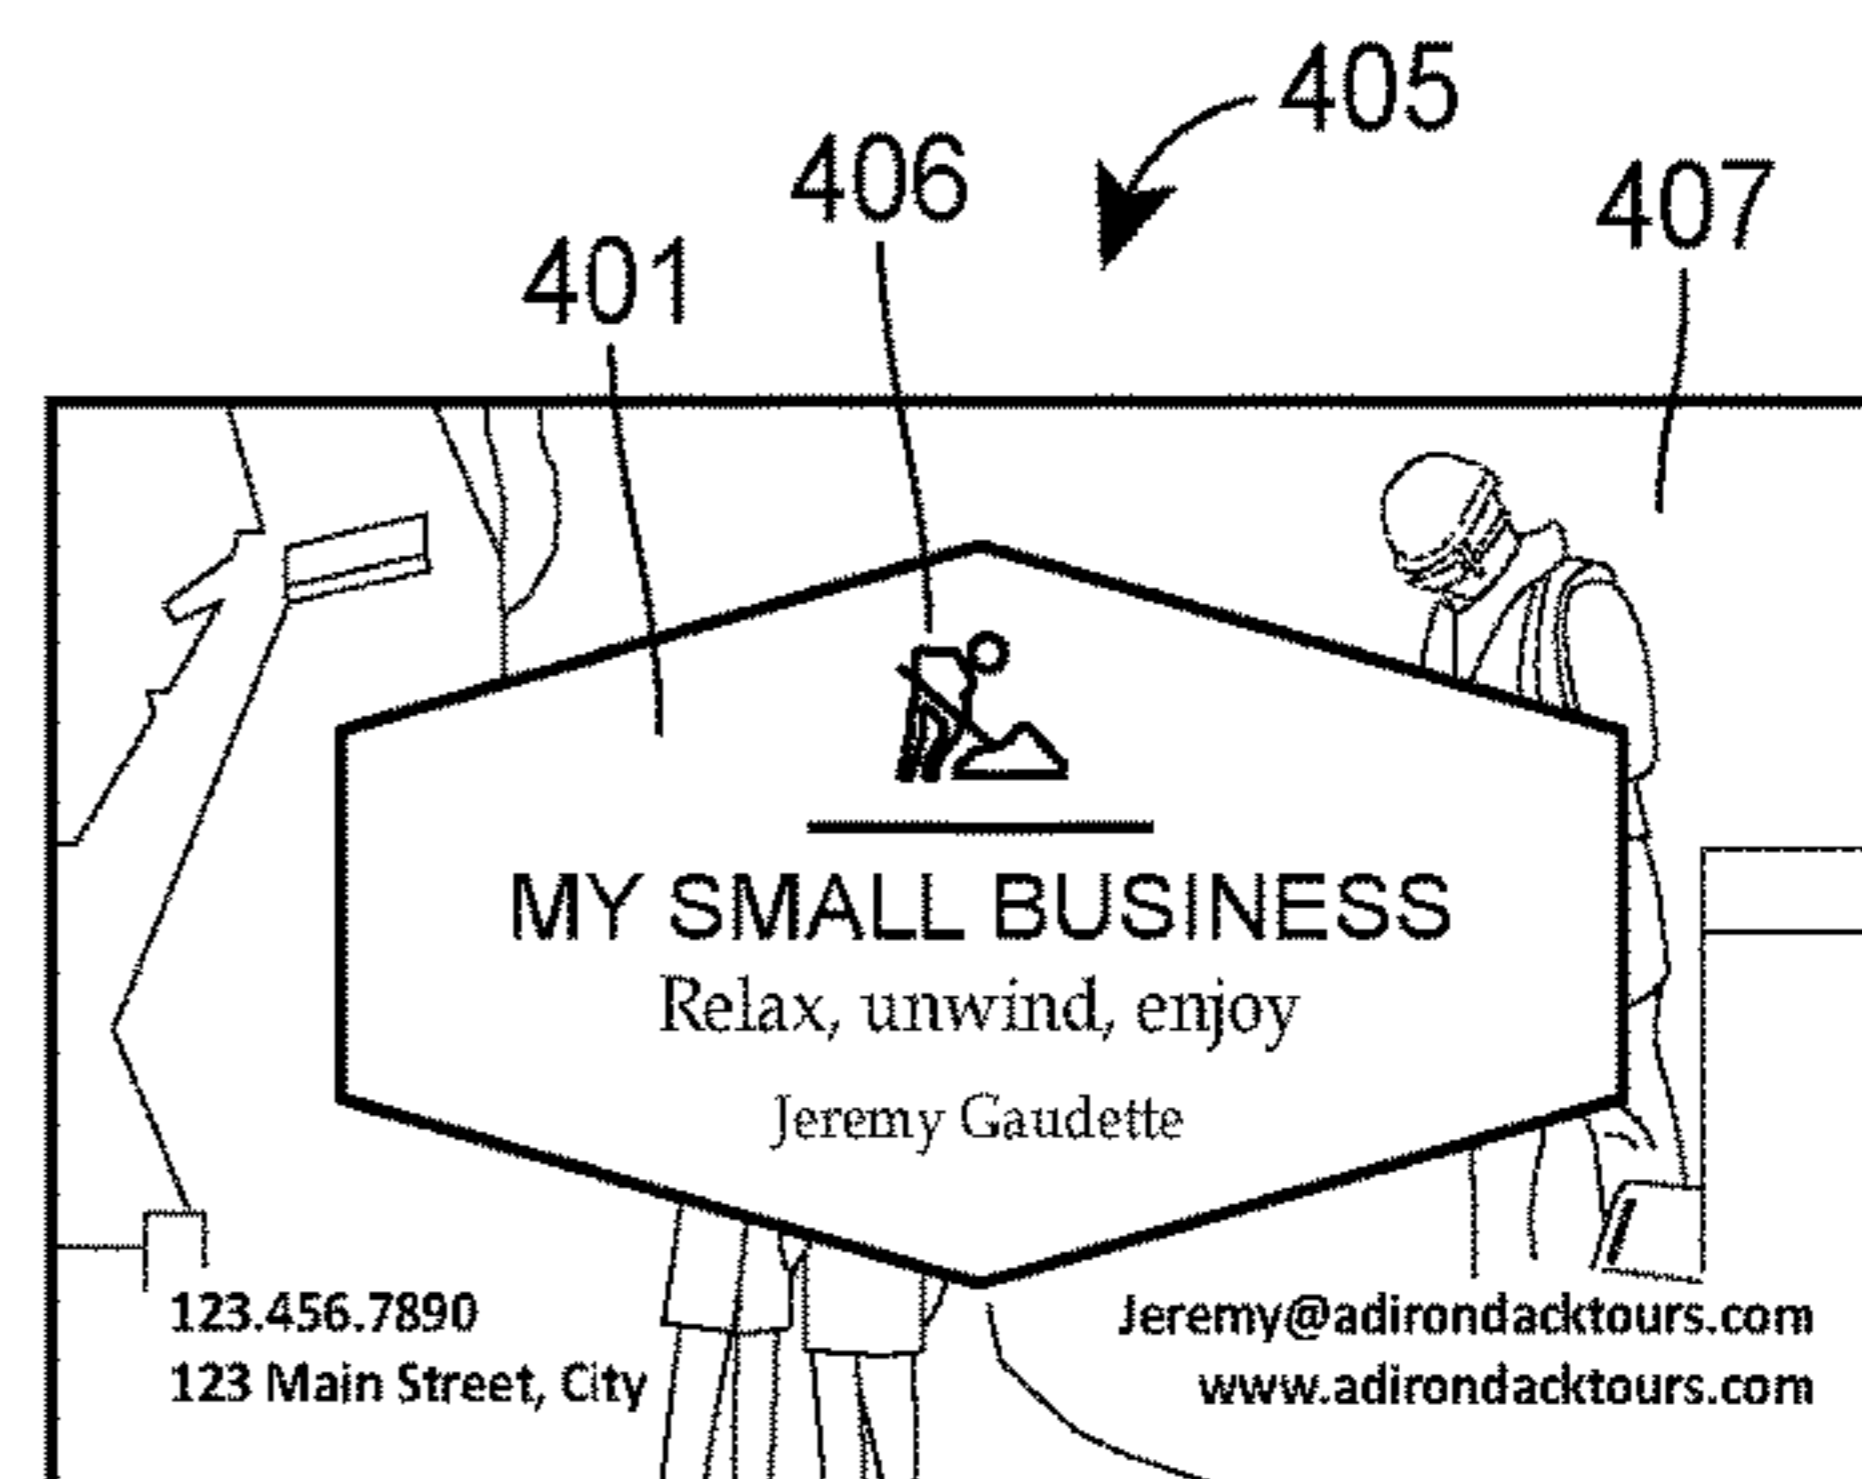 405
406
407
401
MY SMALL BUSINESS
Relax, unwind, enjoy
Jeremy Gaudette
123.456.7890
123 Main Street, City
Jeremy@adirondacktours.com
www.adirondacktours.com